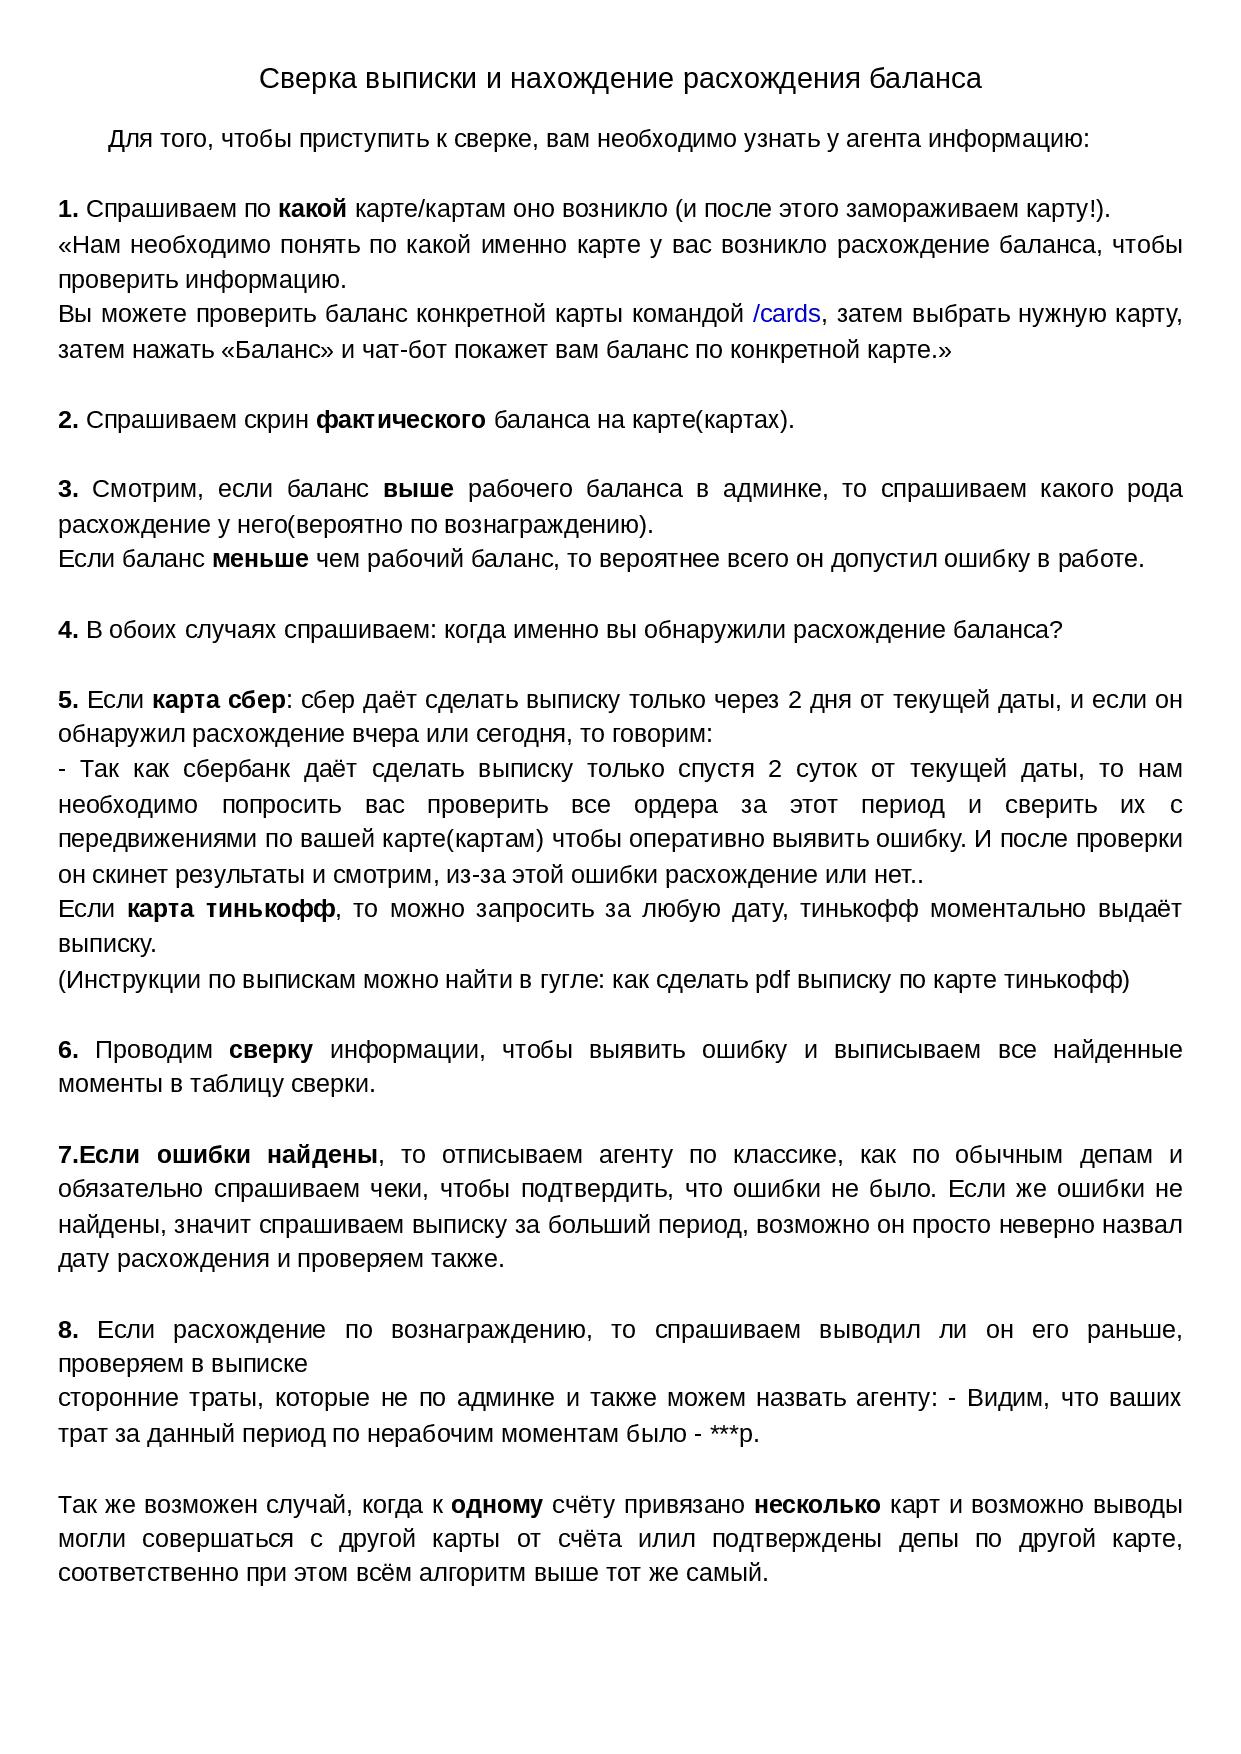 Сверка выписки и нахождение расхождения баланса
Для того, чтобы приступить к сверке, вам необходимо узнать у агента информацию:
1. Спрашиваем по какой карте/картам оно возникло (и после этого замораживаем карту!).
«Нам необходимо понять по какой именно карте у вас возникло расхождение баланса, чтобы
проверить информацию.
Вы можете проверить баланс конкретной карты командой /cards, затем выбрать нужную карту,
затем нажать «Баланс» и чат-бот покажет вам баланс по конкретной карте.»
2. Спрашиваем скрин фактического баланса на карте(картах).
3. Смотрим, если баланс выше рабочего баланса в админке, то спрашиваем какого рода
расхождение у него(вероятно по вознаграждению).
Если баланс меньше чем рабочий баланс, то вероятнее всего он допустил ошибку в работе.
4. В обоих случаях спрашиваем: когда именно вы обнаружили расхождение баланса?
5. Если карта сбер: сбер даёт сделать выписку только через 2 дня от текущей даты, и если он
обнаружил расхождение вчера или сегодня, то говорим:
- Так как сбербанк даёт сделать выписку только спустя 2 суток от текущей даты, то нам
необходимо попросить вас проверить все ордера за этот период и сверить их с
передвижениями по вашей карте(картам) чтобы оперативно выявить ошибку. И после проверки
он скинет результаты и смотрим, из-за этой ошибки расхождение или нет..
Если карта тинькофф, то можно запросить за любую дату, тинькофф моментально выдаёт
выписку.
(Инструкции по выпискам можно найти в гугле: как сделать pdf выписку по карте тинькофф)
6. Проводим сверку информации, чтобы выявить ошибку и выписываем все найденные
моменты в таблицу сверки.
7.Если ошибки найдены, то отписываем агенту по классике, как по обычным депам и
обязательно спрашиваем чеки, чтобы подтвердить, что ошибки не было. Если же ошибки не
найдены, значит спрашиваем выписку за больший период, возможно он просто неверно назвал
дату расхождения и проверяем также.
8. Если расхождение по вознаграждению, то спрашиваем выводил ли он его раньше,
проверяем в выписке
сторонние траты, которые не по админке и также можем назвать агенту: - Видим, что ваших
трат за данный период по нерабочим моментам было - ***р.
Так же возможен случай, когда к одному счёту привязано несколько карт и возможно выводы
могли совершаться с другой карты от счёта илил подтверждены депы по другой карте,
соответственно при этом всём алгоритм выше тот же самый.